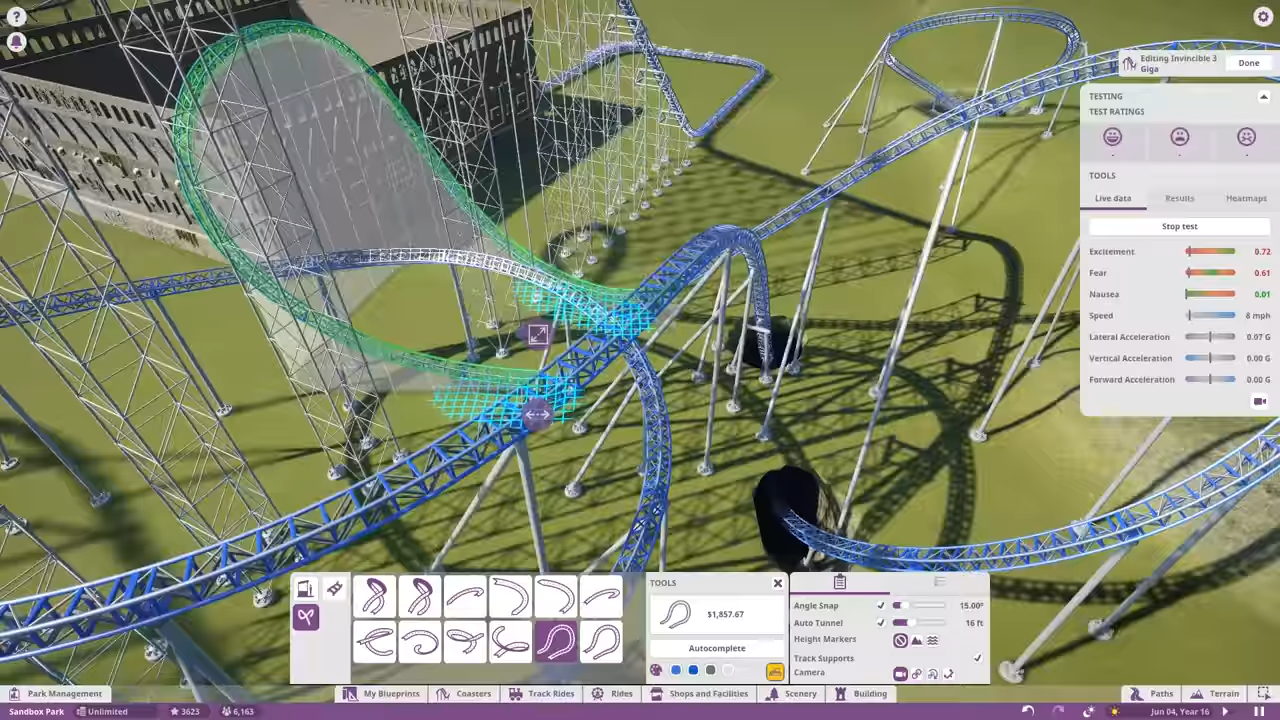 ?
Editing Invincible 3
Giga
Done
TESTING
TEST RATINGS
- - -
TOOLS
Live data Results Heatmaps
Stop test
Excitement 0.72
Fear 0.61
Nausea 0.01
Speed 8 mph
Lateral Acceleration 0.07 G
Vertical Acceleration 0.00 G
Forward Acceleration 0.00 G
TOOLS
$1,857.67
Autocomplete
Angle Snap 15.00°
Auto Tunnel 16 ft
Height Markers
Track Supports
Camera
Park Management My Blueprints Coasters Track Rides Rides Shops and Facilities Scenery Building Paths Terrain
Sandbox Park Unlimited 3623 6,163 Jun 04, Year 16